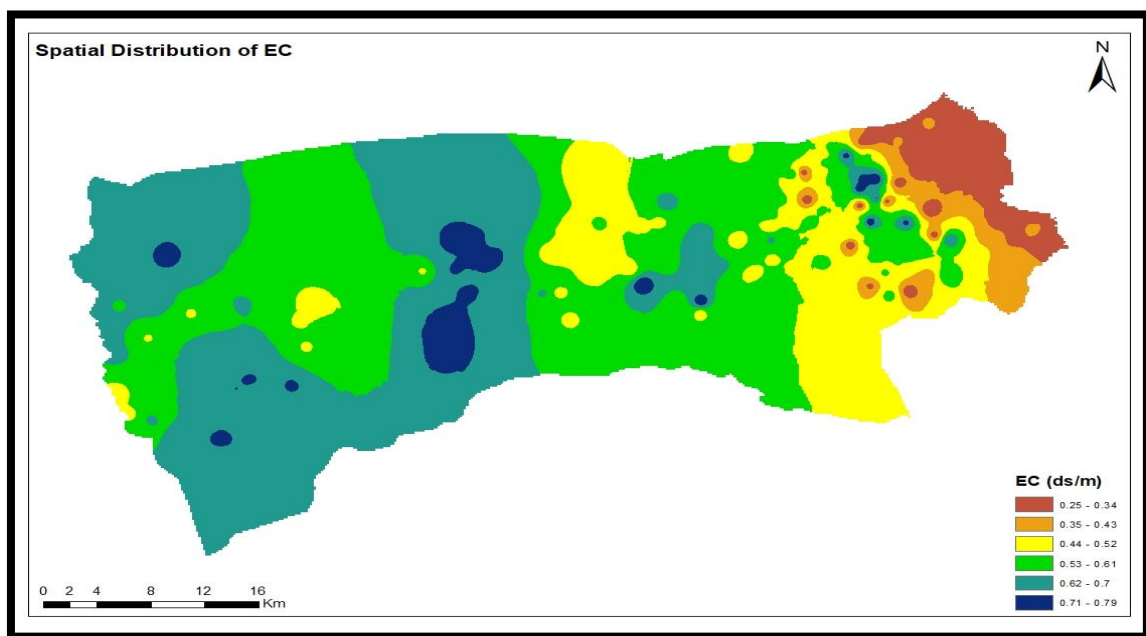 Spatial Distribution of EC
N
EC (ds/m)
0.25 - 0.34
0.35 - 0.43
0.44 - 0.52
0.53 - 0.61
0.62 - 0.7
0.71 - 0.79
0 2 4 8 12 16
Km